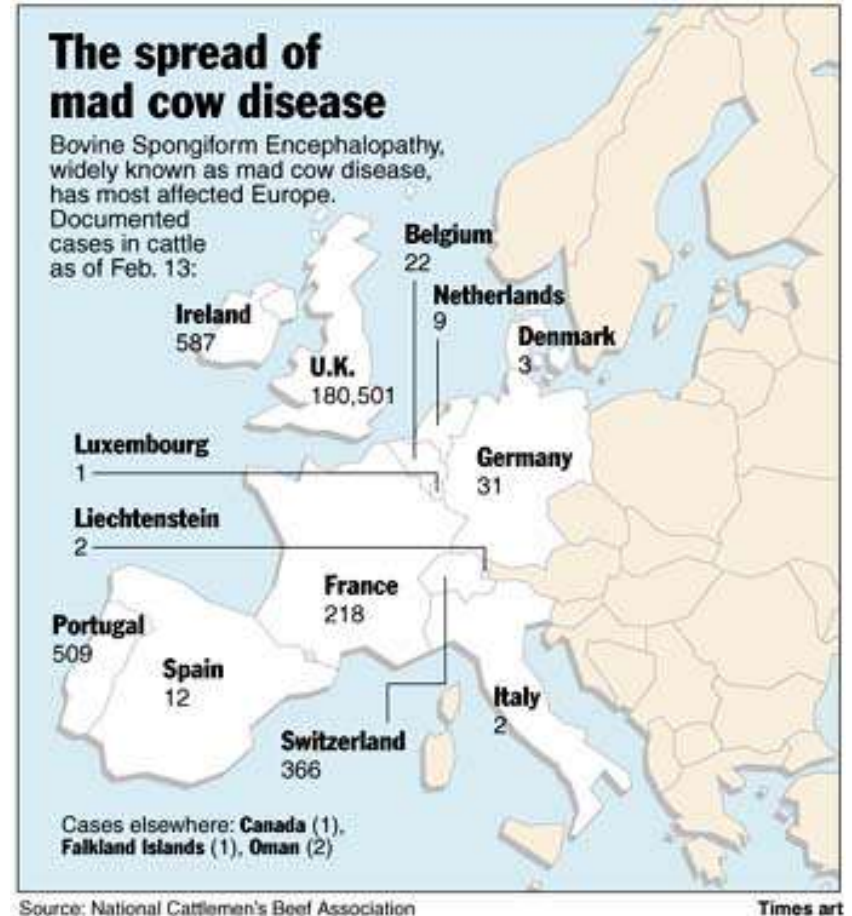 The spread of
mad cow disease
Bovine Spongiform Encephalopathy,
widely known as mad cow disease,
has most affected Europe.
Documented
cases in cattle
as of Feb. 13:
Belgium
22
Netherlands
9
Ireland
587
Denmark
3
U.K.
180,501
Luxembourg
1
Germany
31
Liechtenstein
2
France
218
Portugal
509
Spain
12
Italy
2
Switzerland
366
Cases elsewhere: Canada (1),
Falkland Islands (1), Oman (2)
Source: National Cattlemen's Beef Association
Times art